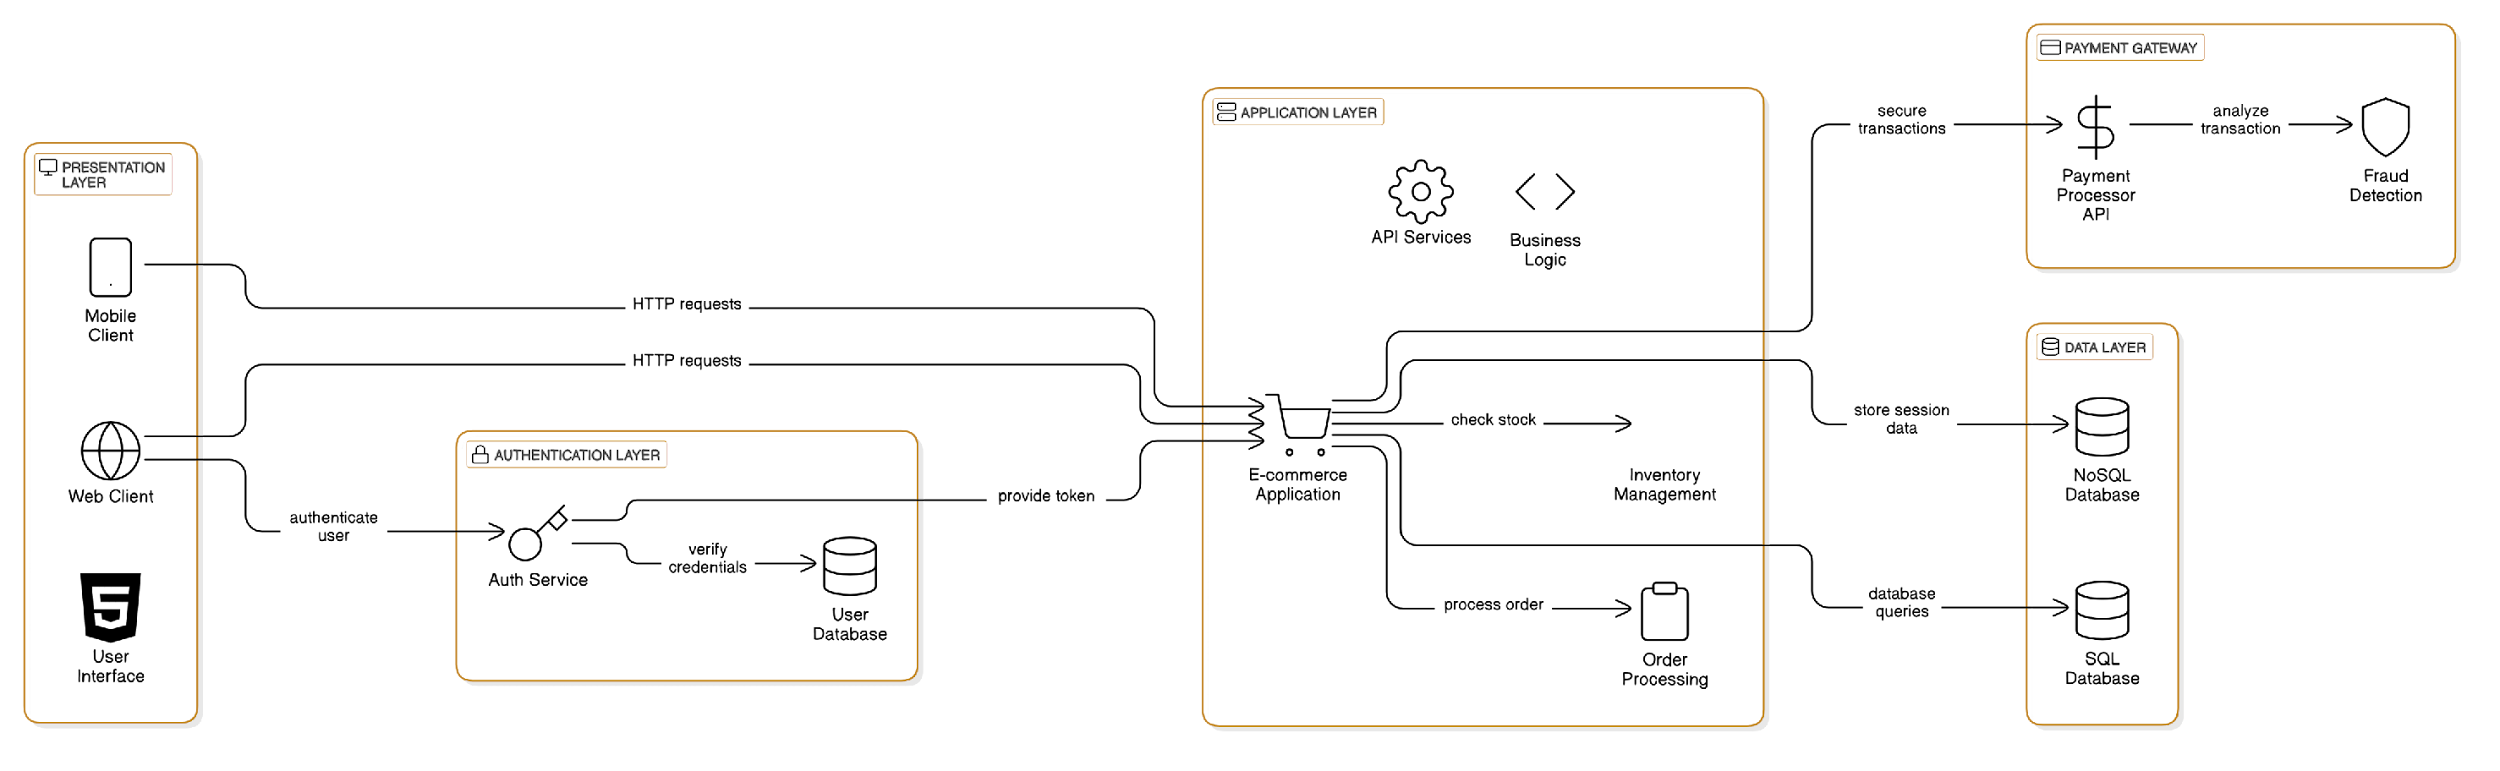 PRESENTATION
LAYER
Mobile
Client
Web Client
User
Interface
HTTP requests
HTTP requests
authenticate
user
AUTHENTICATION LAYER
Auth Service
verify
credentials
User
Database
provide token
APPLICATION LAYER
API Services
Business
Logic
E-commerce
Application
check stock
Inventory
Management
process order
Order
Processing
secure
transactions
store session
data
database
queries
PAYMENT GATEWAY
Payment
Processor
API
analyze
transaction
Fraud
Detection
DATA LAYER
NoSQL
Database
SQL
Database